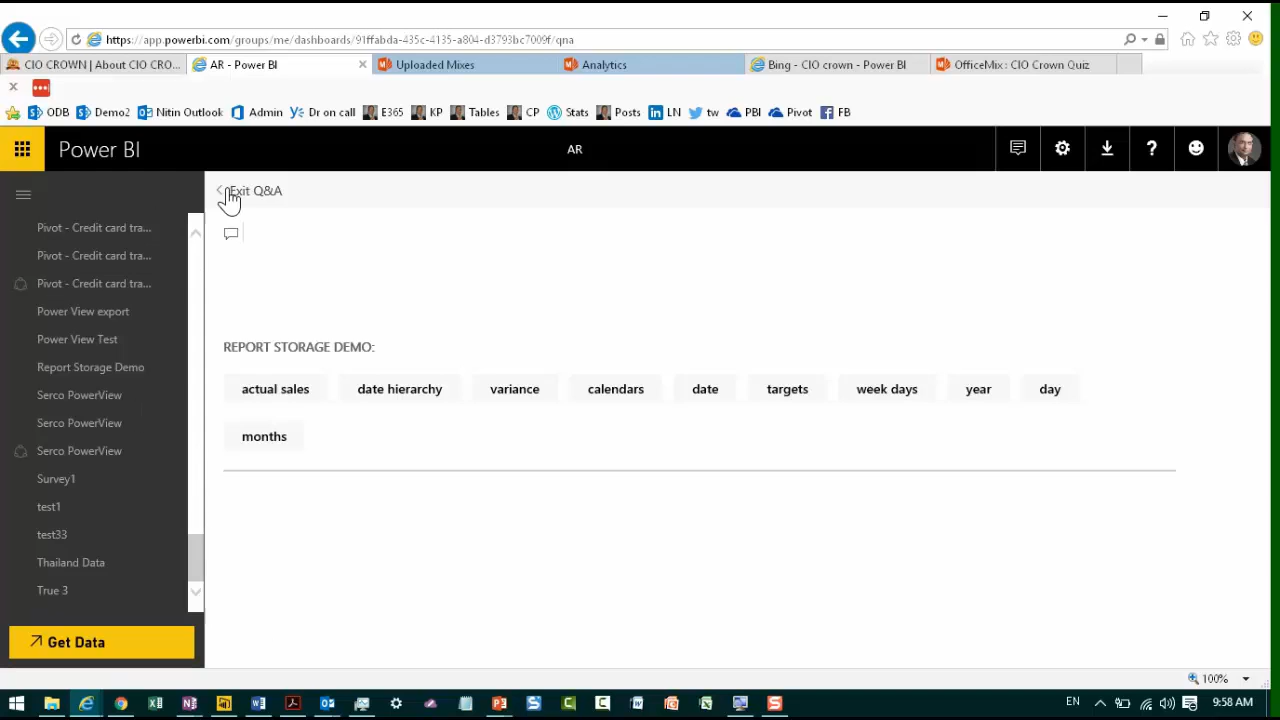 https://app.powerbi.com/groups/me/dashboards/91ffabda-435c-4135-a804-d3793bc7009f/qna
CIO CROWN | About CIO CRO... AR - Power BI Uploaded Mixes Analytics Bing - CIO crown - Power BI OfficeMix : CIO Crown Quiz
ODB Demo2 Nitin Outlook Admin Dr on call E365 KP Tables CP Stats Posts LN tw PBI Pivot FB
Power BI AR
Exit Q&A
Pivot - Credit card tra...
Pivot - Credit card tra...
Pivot - Credit card tra...
Power View export
Power View Test
Report Storage Demo
Serco PowerView
Serco PowerView
Serco PowerView
Survey1
test1
test33
Thailand Data
True 3
Get Data
REPORT STORAGE DEMO:
actual sales date hierarchy variance calendars date targets week days year day
months
100%
EN 9:58 AM